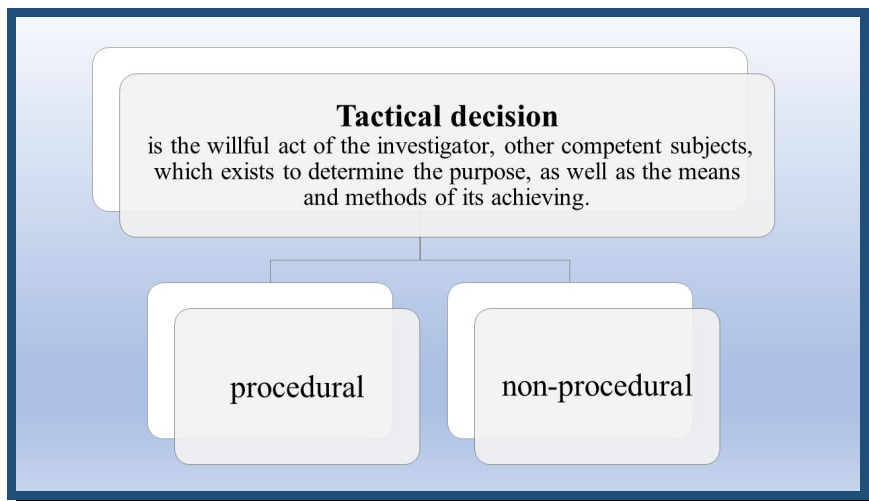 Tactical decision
is the willful act of the investigator, other competent subjects,
which exists to determine the purpose, as well as the means
and methods of its achieving.
procedural
non-procedural